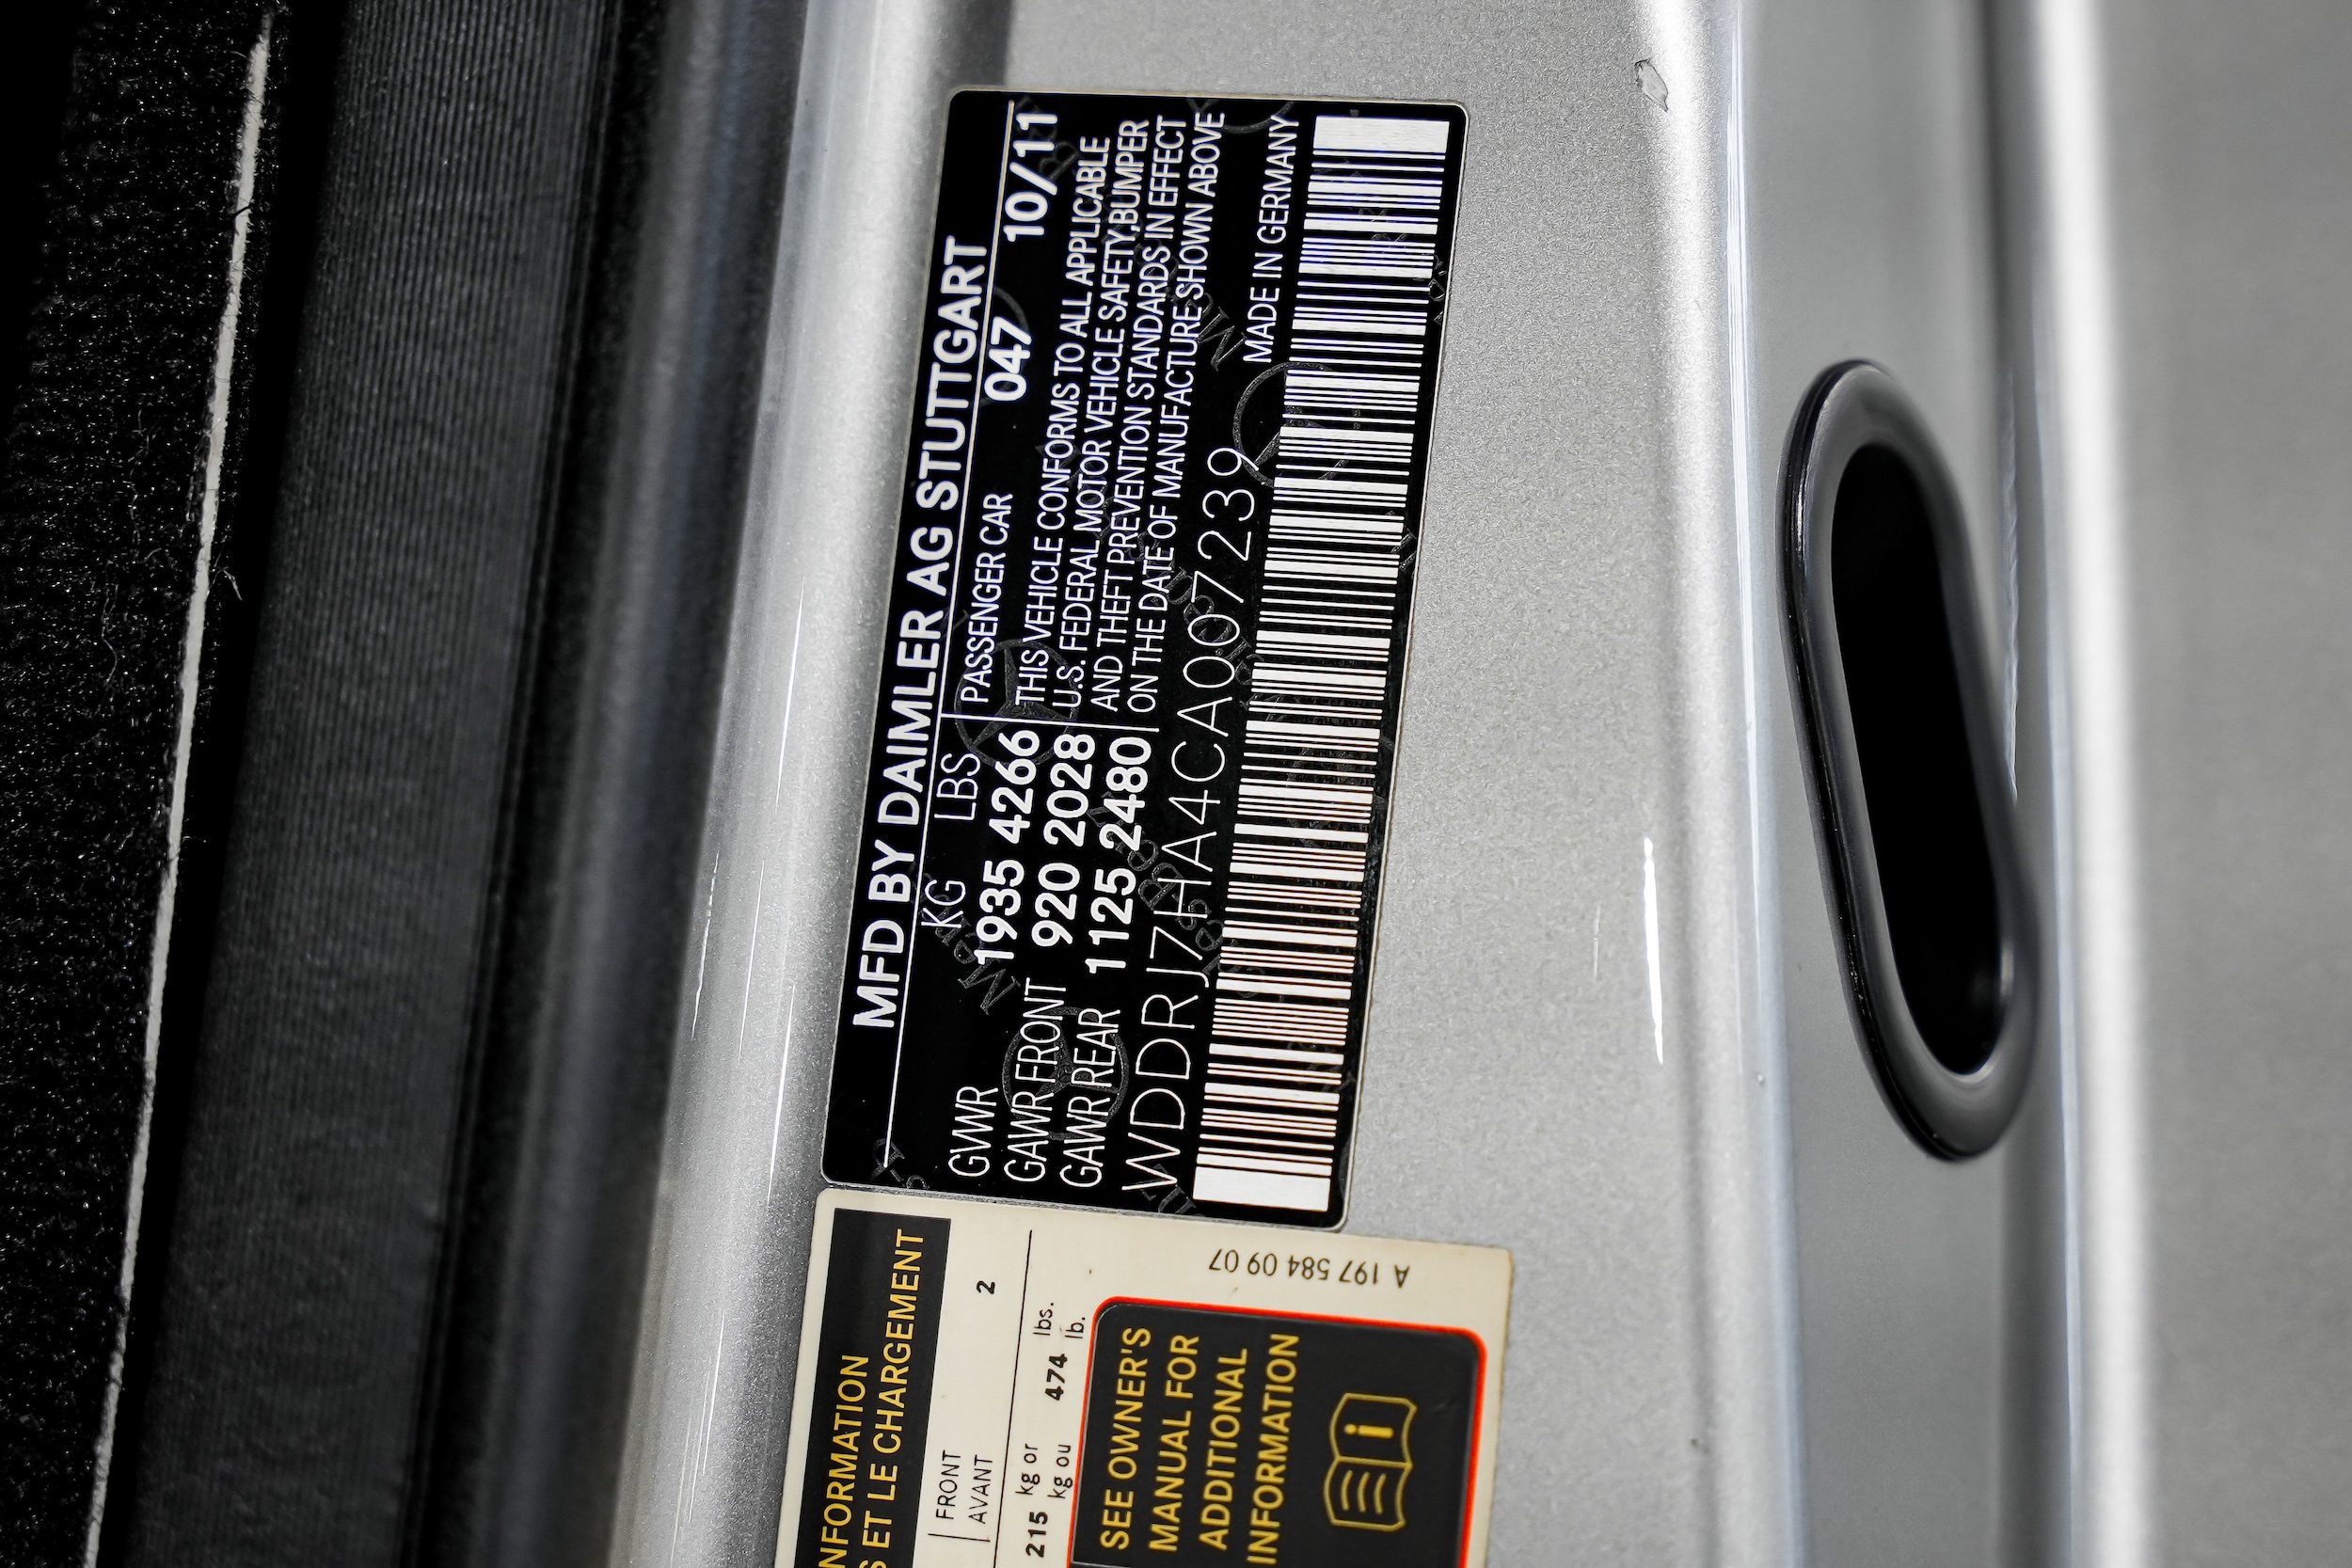 MFD BY DAIMLER AG STUTTGART
KG LBS PASSENGER CAR 047 10/11
GVWR 1935 4266 THIS VEHICLE CONFORMS TO ALL APPLICABLE
GAWR FRONT 920 2028 U.S. FEDERAL MOTOR VEHICLE SAFETY,BUMPER
GAWR REAR 1125 2480 AND THEFT PREVENTION STANDARDS IN EFFECT
ON THE DATE OF MANUFACTURE SHOWN ABOVE
WDDRJ7HA4CA007239 MADE IN GERMANY
ET LE CHARGEMENT
FRONT 2
AVANT
215 kg or 474 lbs.
kg ou lb.
SEE OWNER'S
MANUAL FOR
ADDITIONAL
INFORMATION
A 197 584 09 07